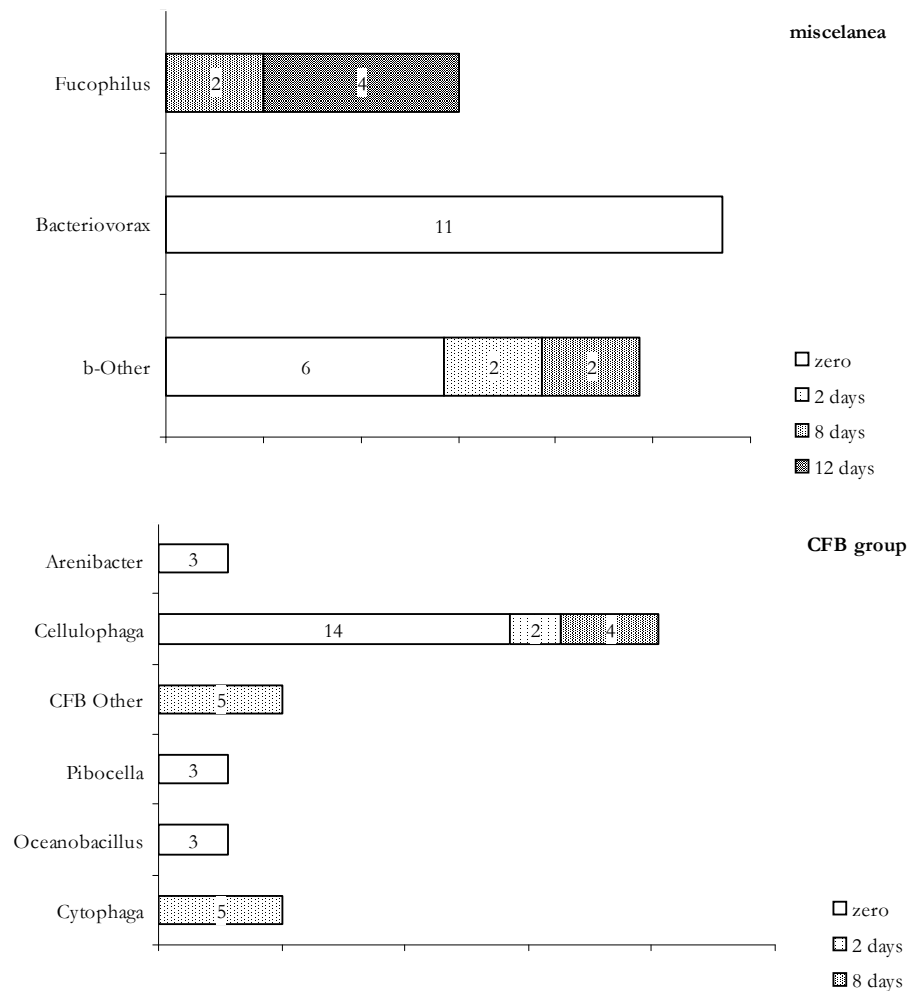 miscelanea
Fucophilus 2 4
Bacteriovorax 11
b-Other 6 2 2
zero
2 days
8 days
12 days
CFB group
Arenibacter 3
Cellulophaga 14 2 4
CFB Other 5
Pibocella 3
Oceanobacillus 3
Cytophaga 5
zero
2 days
8 days